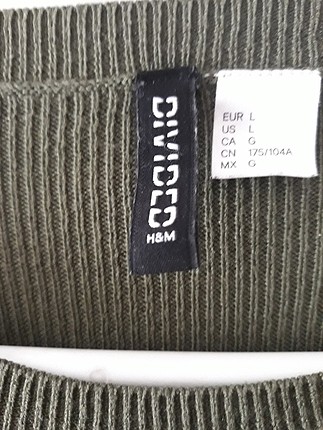 DIVIDED
H&M
EUR L
US L
CA G
CN 175/104A
MX G